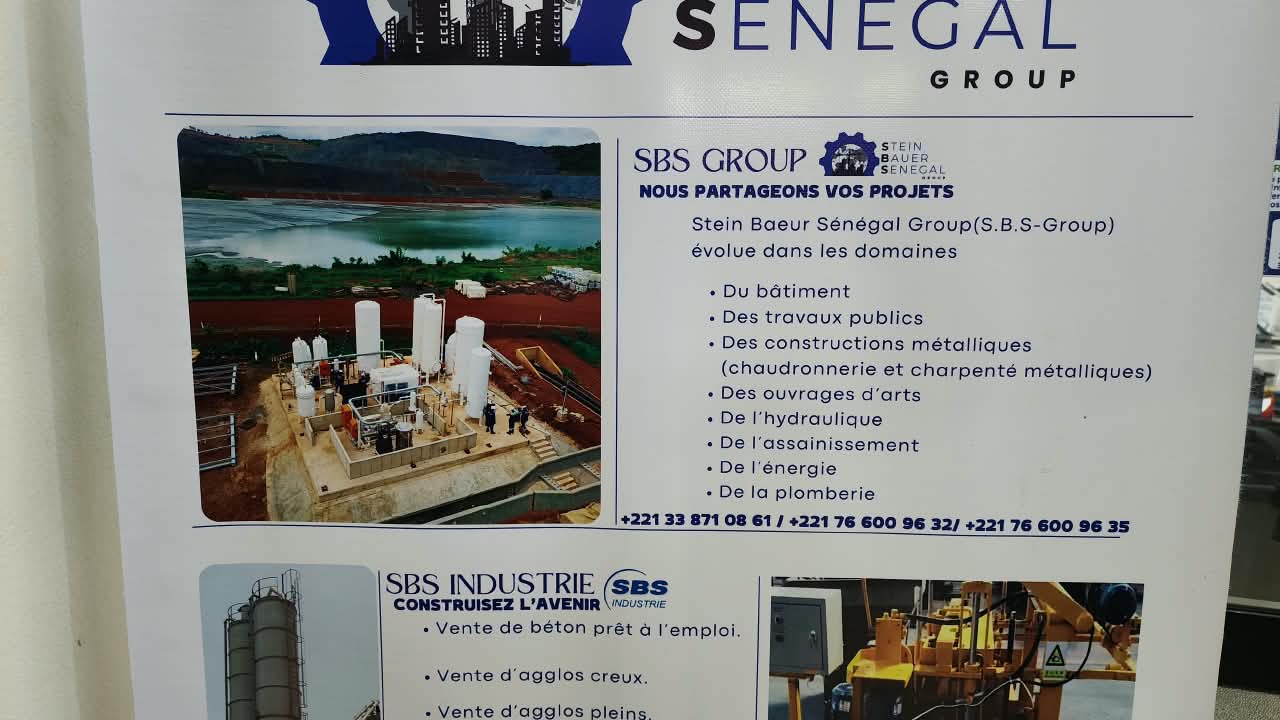 SENEGAL
GROUP
SBS GROUP
STEIN
BAUER
SENEGAL
GROUP
NOUS PARTAGEONS VOS PROJETS
Stein Baeur Sénégal Group(S.B.S-Group)
évolue dans les domaines
• Du bâtiment
• Des travaux publics
• Des constructions métalliques
(chaudronnerie et charpenté métalliques)
• Des ouvrages d'arts
• De l'hydraulique
• De l'assainissement
• De l'énergie
• De la plomberie
+221 33 871 08 61 / +221 76 600 96 32/ +221 76 600 96 35
SBS INDUSTRIE
SBS
INDUSTRIE
CONSTRUISEZ L'AVENIR
• Vente de béton prêt à l'emploi.
• Vente d'agglos creux.
• Vente d'agglos pleins.